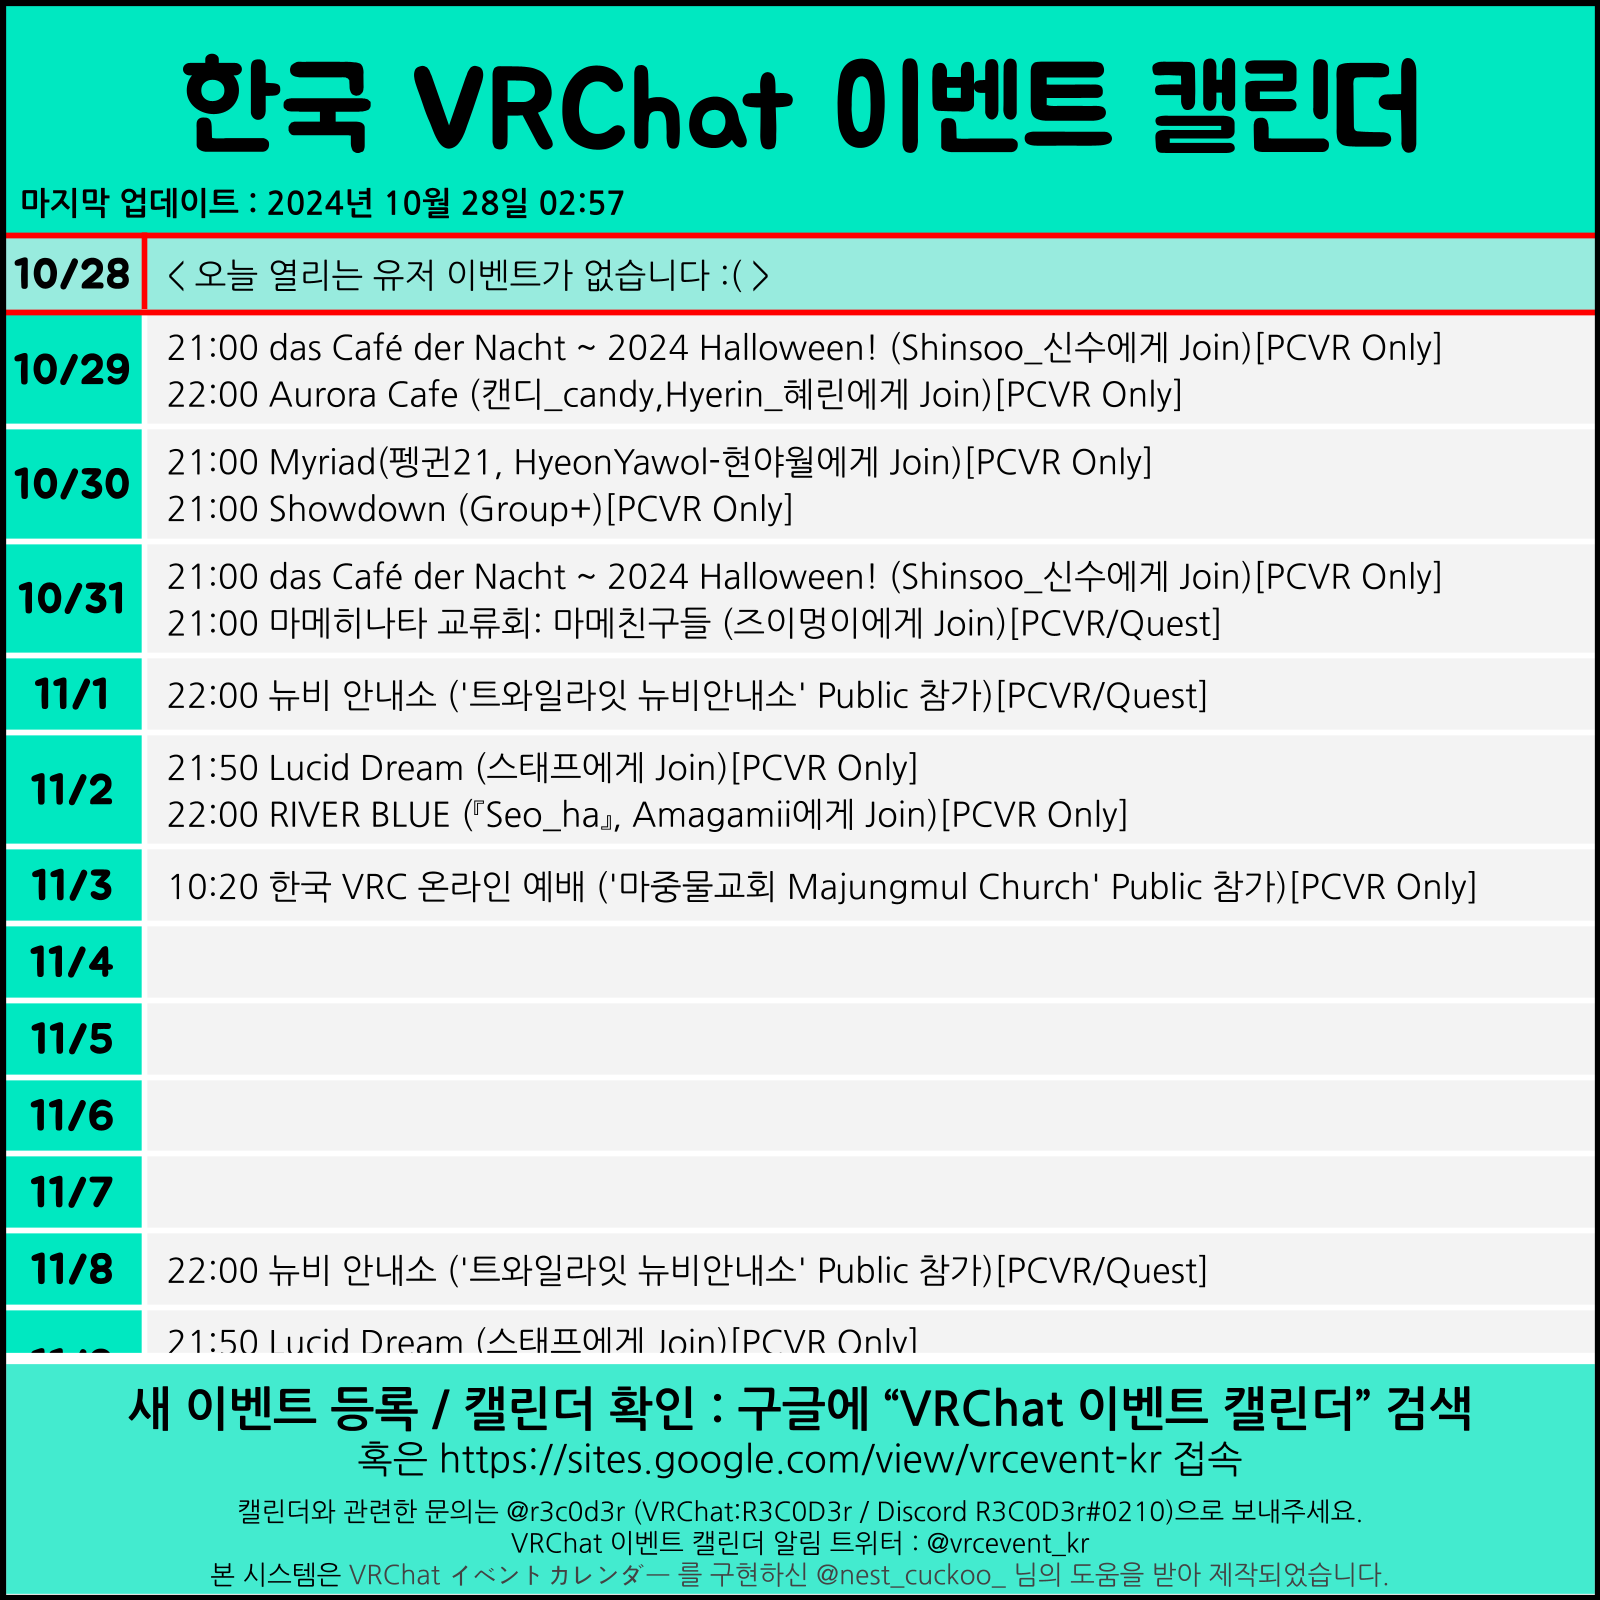 한국 VRChat 이벤트 캘린더
마지막 업데이트 : 2024년 10월 28일 02:57
10/28
< 오늘 열리는 유저 이벤트가 없습니다 :( >
10/29
21:00 das Café der Nacht ~ 2024 Halloween! (Shinsoo_신수에게 Join)[PCVR Only]
22:00 Aurora Cafe (캔디_candy,Hyerin_혜린에게 Join)[PCVR Only]
10/30
21:00 Myriad(펭귄21, HyeonYawol-현야월에게 Join)[PCVR Only]
21:00 Showdown (Group+)[PCVR Only]
10/31
21:00 das Café der Nacht ~ 2024 Halloween! (Shinsoo_신수에게 Join)[PCVR Only]
21:00 마메히나타 교류회: 마메친구들 (즈이멍이에게 Join)[PCVR/Quest]
11/1
22:00 뉴비 안내소 ('트와일라잇 뉴비안내소' Public 참가)[PCVR/Quest]
11/2
21:50 Lucid Dream (스태프에게 Join)[PCVR Only]
22:00 RIVER BLUE (『Seo_ha』, Amagamii에게 Join)[PCVR Only]
11/3
10:20 한국 VRC 온라인 예배 ('마중물교회 Majungmul Church' Public 참가)[PCVR Only]
11/4
11/5
11/6
11/7
11/8
22:00 뉴비 안내소 ('트와일라잇 뉴비안내소' Public 참가)[PCVR/Quest]
21:50 Lucid Dream (스태프에게 Join)[PCVR Only]
새 이벤트 등록 / 캘린더 확인 : 구글에 “VRChat 이벤트 캘린더” 검색
혹은 https://sites.google.com/view/vrcevent-kr 접속
캘린더와 관련한 문의는 @r3c0d3r (VRChat:R3C0D3r / Discord R3C0D3r#0210)으로 보내주세요.
VRChat 이벤트 캘린더 알림 트위터 : @vrcevent_kr
본 시스템은 VRChat イベントカレンダー 를 구현하신 @nest_cuckoo_ 님의 도움을 받아 제작되었습니다.